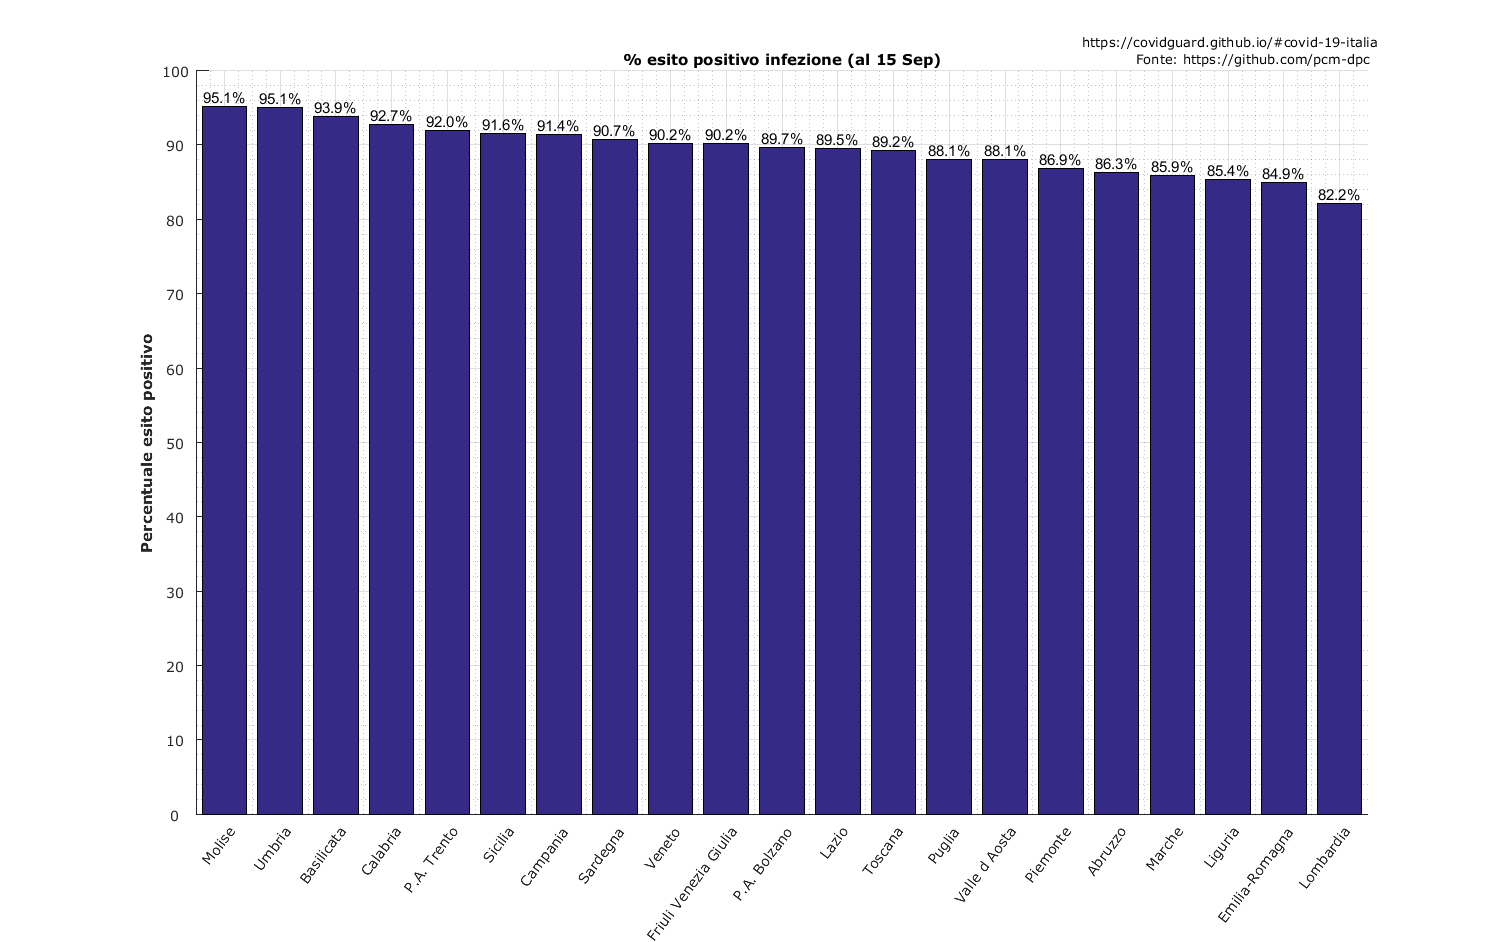 https://covidguard.github.io/#covid-19-italia
Fonte: https://github.com/pcm-dpc
% esito positivo infezione (al 15 Sep)
Percentuale esito positivo
100
90
80
70
60
50
40
30
20
10
0
95.1%
95.1%
93.9%
92.7%
92.0%
91.6%
91.4%
90.7%
90.2%
90.2%
89.7%
89.5%
89.2%
88.1%
88.1%
86.9%
86.3%
85.9%
85.4%
84.9%
82.2%
Molise
Umbria
Basilicata
Calabria
P.A. Trento
Sicilia
Campania
Sardegna
Veneto
Friuli Venezia Giulia
P.A. Bolzano
Lazio
Toscana
Puglia
Valle d Aosta
Piemonte
Abruzzo
Marche
Liguria
Emilia-Romagna
Lombardia